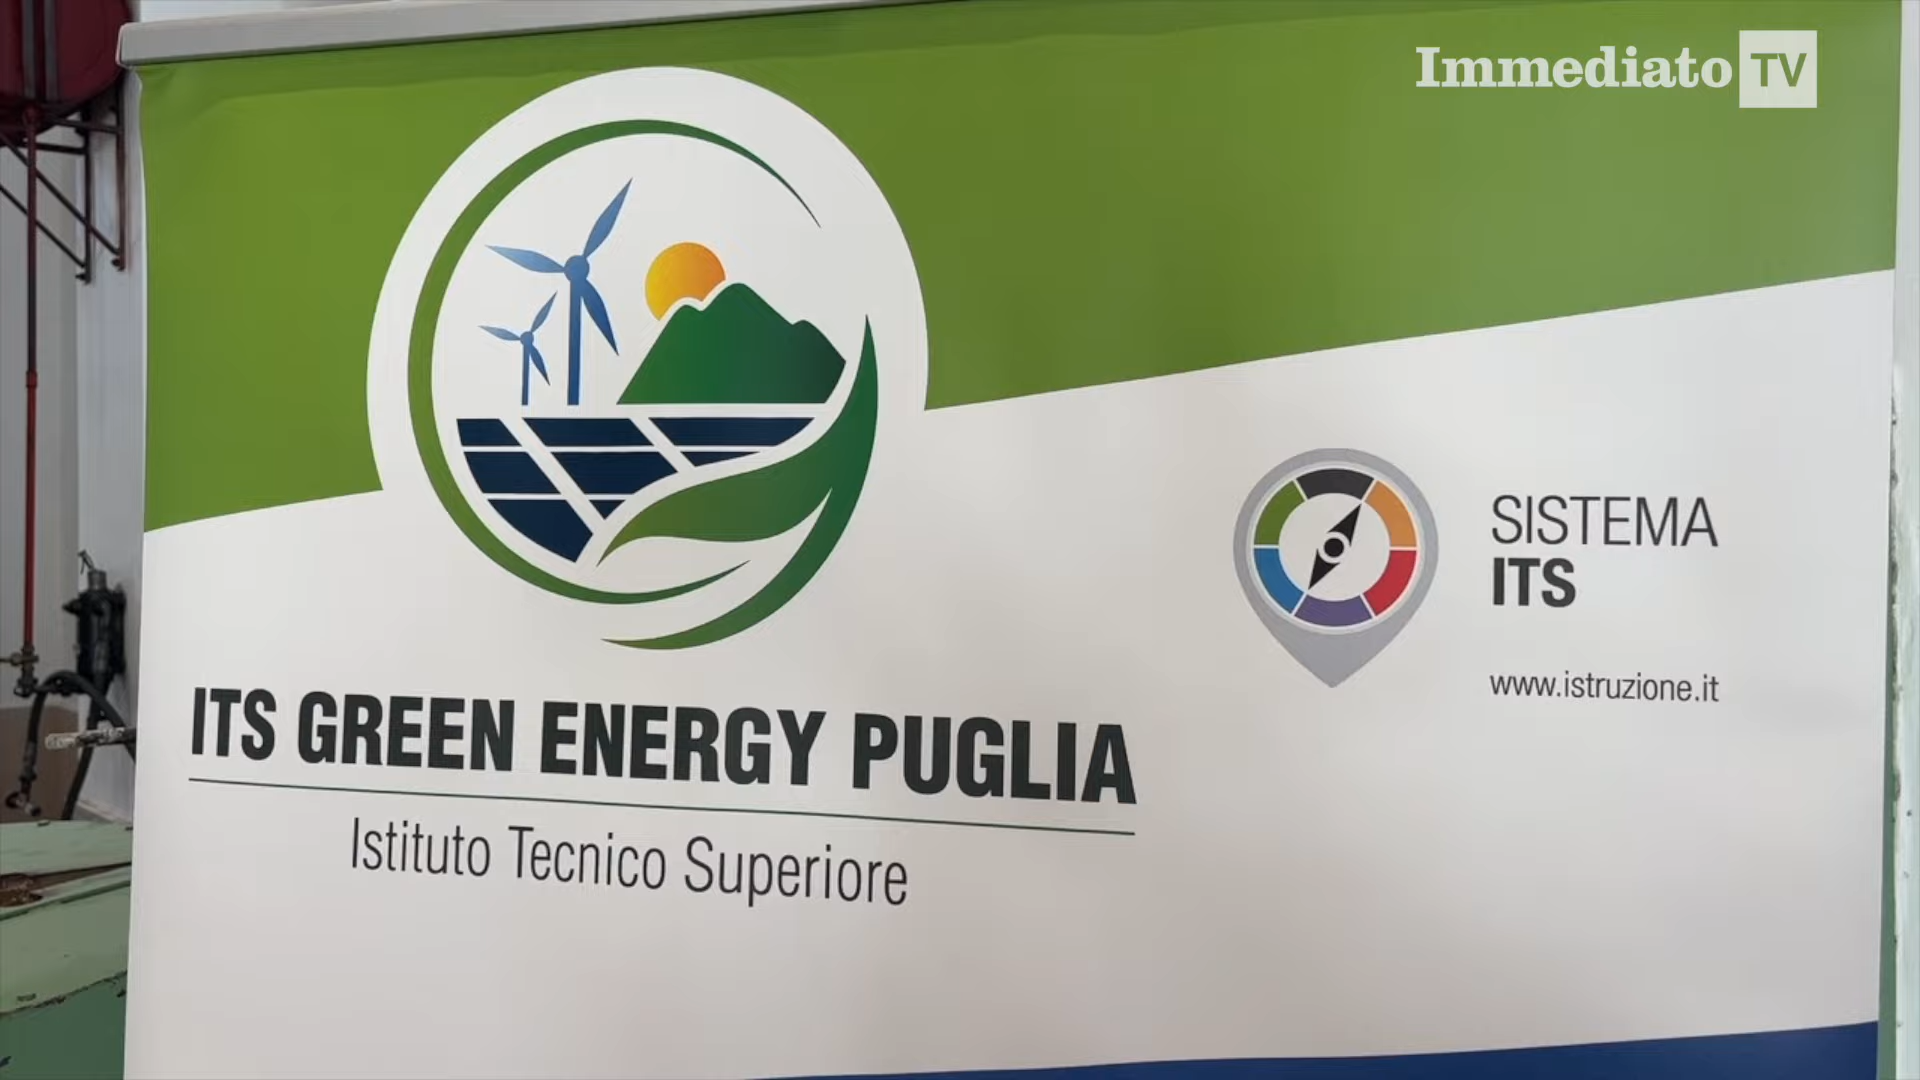 Immediato TV
SISTEMA
ITS
www.istruzione.it
ITS GREEN ENERGY PUGLIA
Istituto Tecnico Superiore